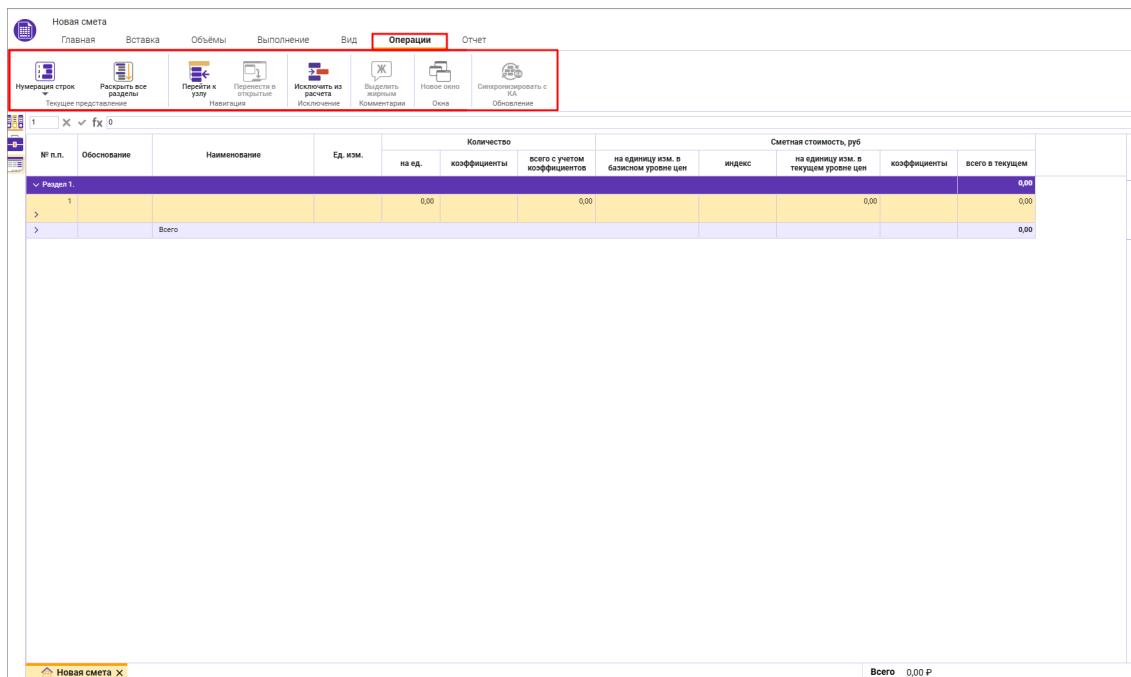 Новая смета
Главная Вставка Объёмы Выполнение Вид Операции Отчет
Нумерация строк
Раскрыть все разделы
Текущее представление
Перейти к узлу
Перенести в открытые
Навигация
Исключить из расчета
Исключение
Ж
Выделить жирным
Комментарии
Новое окно
Окна
Синхронизировать с КА
Обновление
1 fx 0
№ п.п. Обоснование Наименование Ед. изм. Количество Сметная стоимость, руб
на ед. коэффициенты всего с учетом коэффициентов на единицу изм. в базисном уровне цен индекс на единицу изм. в текущем уровне цен коэффициенты всего в текущем
Раздел 1. 0,00
1 0,00 0,00 0,00 0,00
Всего 0,00
Новая смета Всего 0,00 ₽